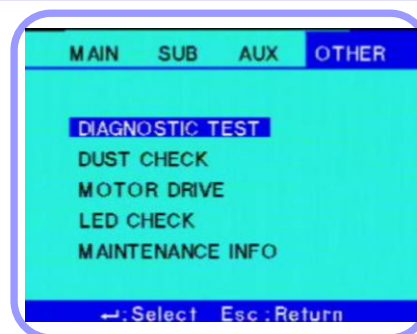 MAIN SUB AUX OTHER
DIAGNOSTIC TEST
DUST CHECK
MOTOR DRIVE
LED CHECK
MAINTENANCE INFO
↵:Select Esc:Return